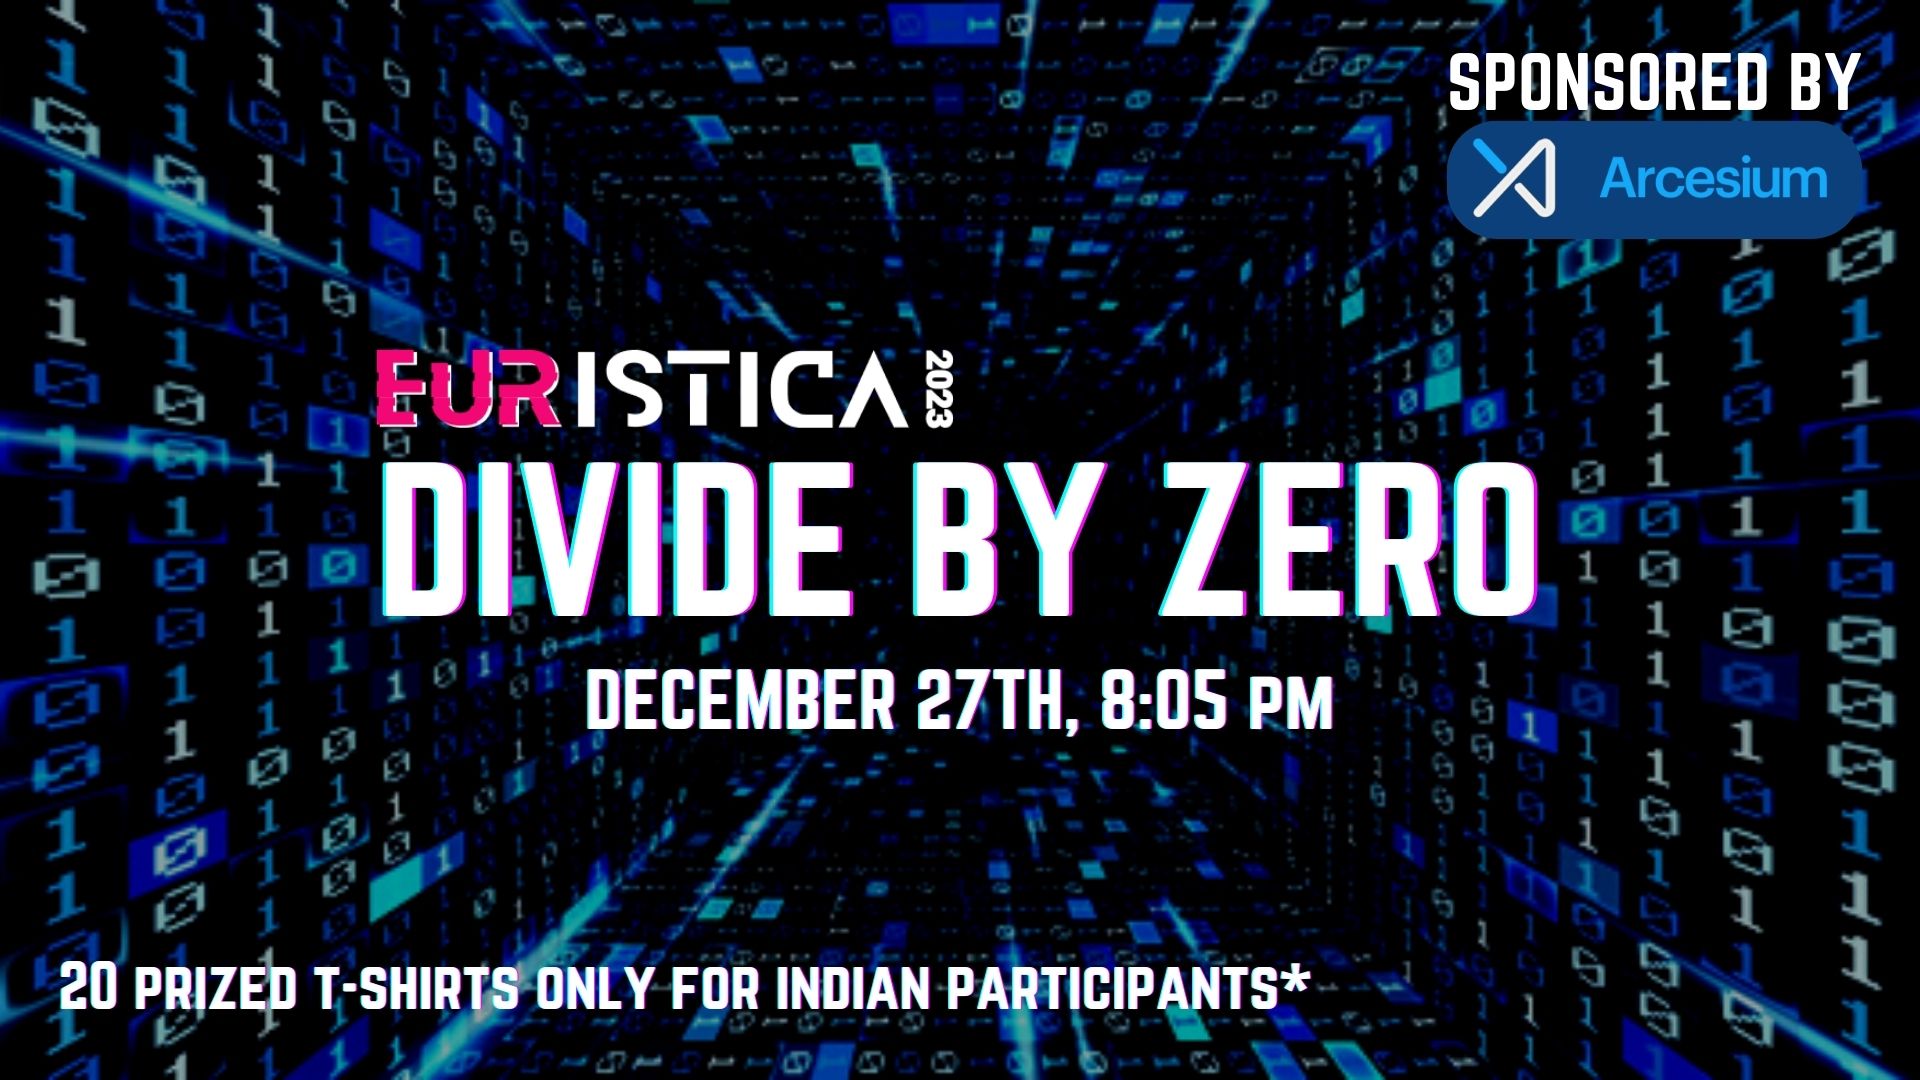 SPONSORED BY
Arcesium
EURISTICA 2023
DIVIDE BY ZERO
DECEMBER 27TH, 8:05 PM
20 PRIZED T-SHIRTS ONLY FOR INDIAN PARTICIPANTS*